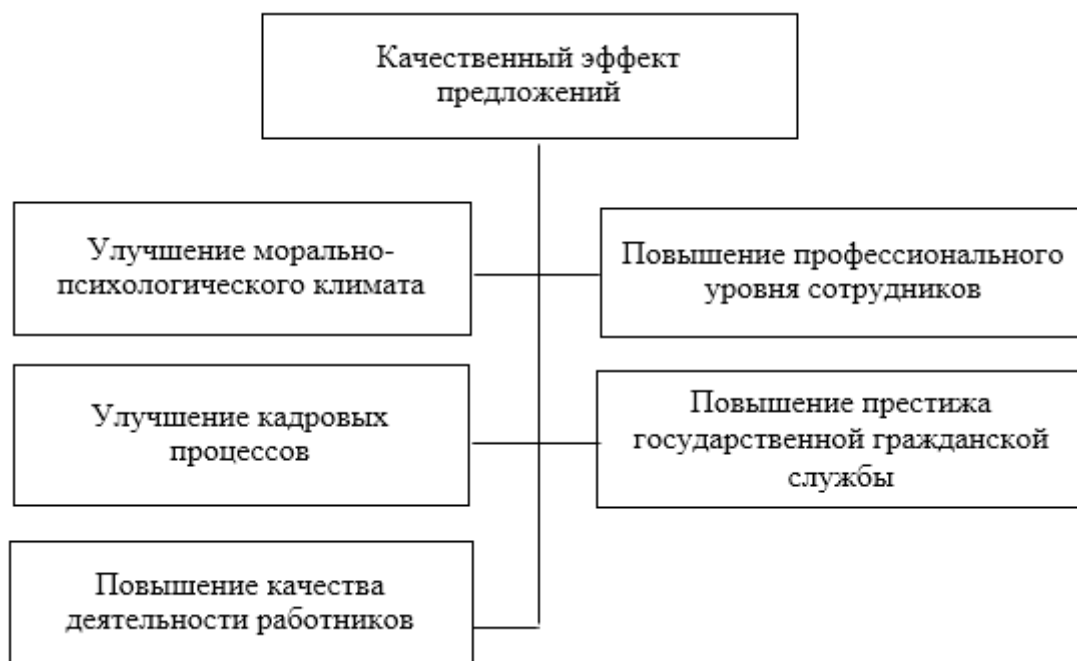 Качественный эффект
предложений
Улучшение морально-
психологического климата
Повышение профессионального
уровня сотрудников
Улучшение кадровых
процессов
Повышение престижа
государственной гражданской
службы
Повышение качества
деятельности работников